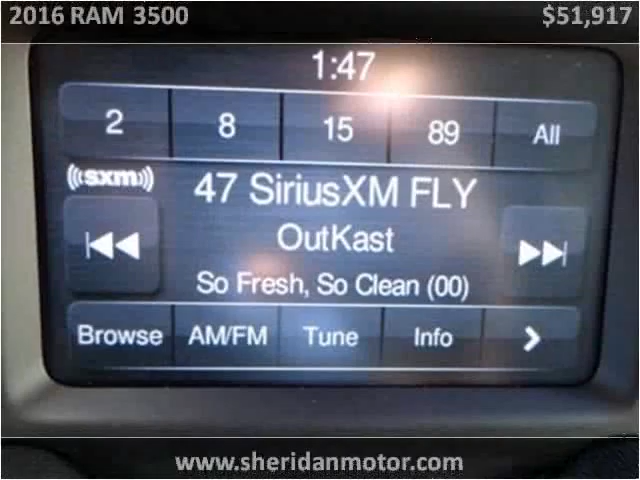 2016 RAM 3500 $51,917
1:47
2 8 15 89 All
((sxm))
47 SiriusXM FLY
OutKast
So Fresh, So Clean (00)
Browse AM/FM Tune Info >
www.sheridanmotor.com